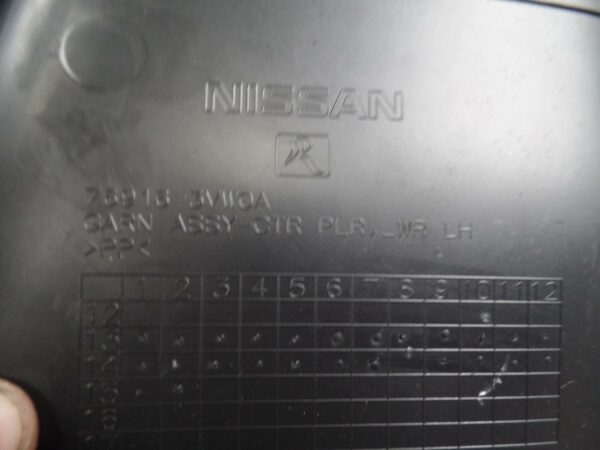 NISSAN
R
76916 3VW0A
GARN ASSY-CTR PLR,LWR LH
>PP<
1 2 3 4 5 6 7 8 9 10 11 12
12